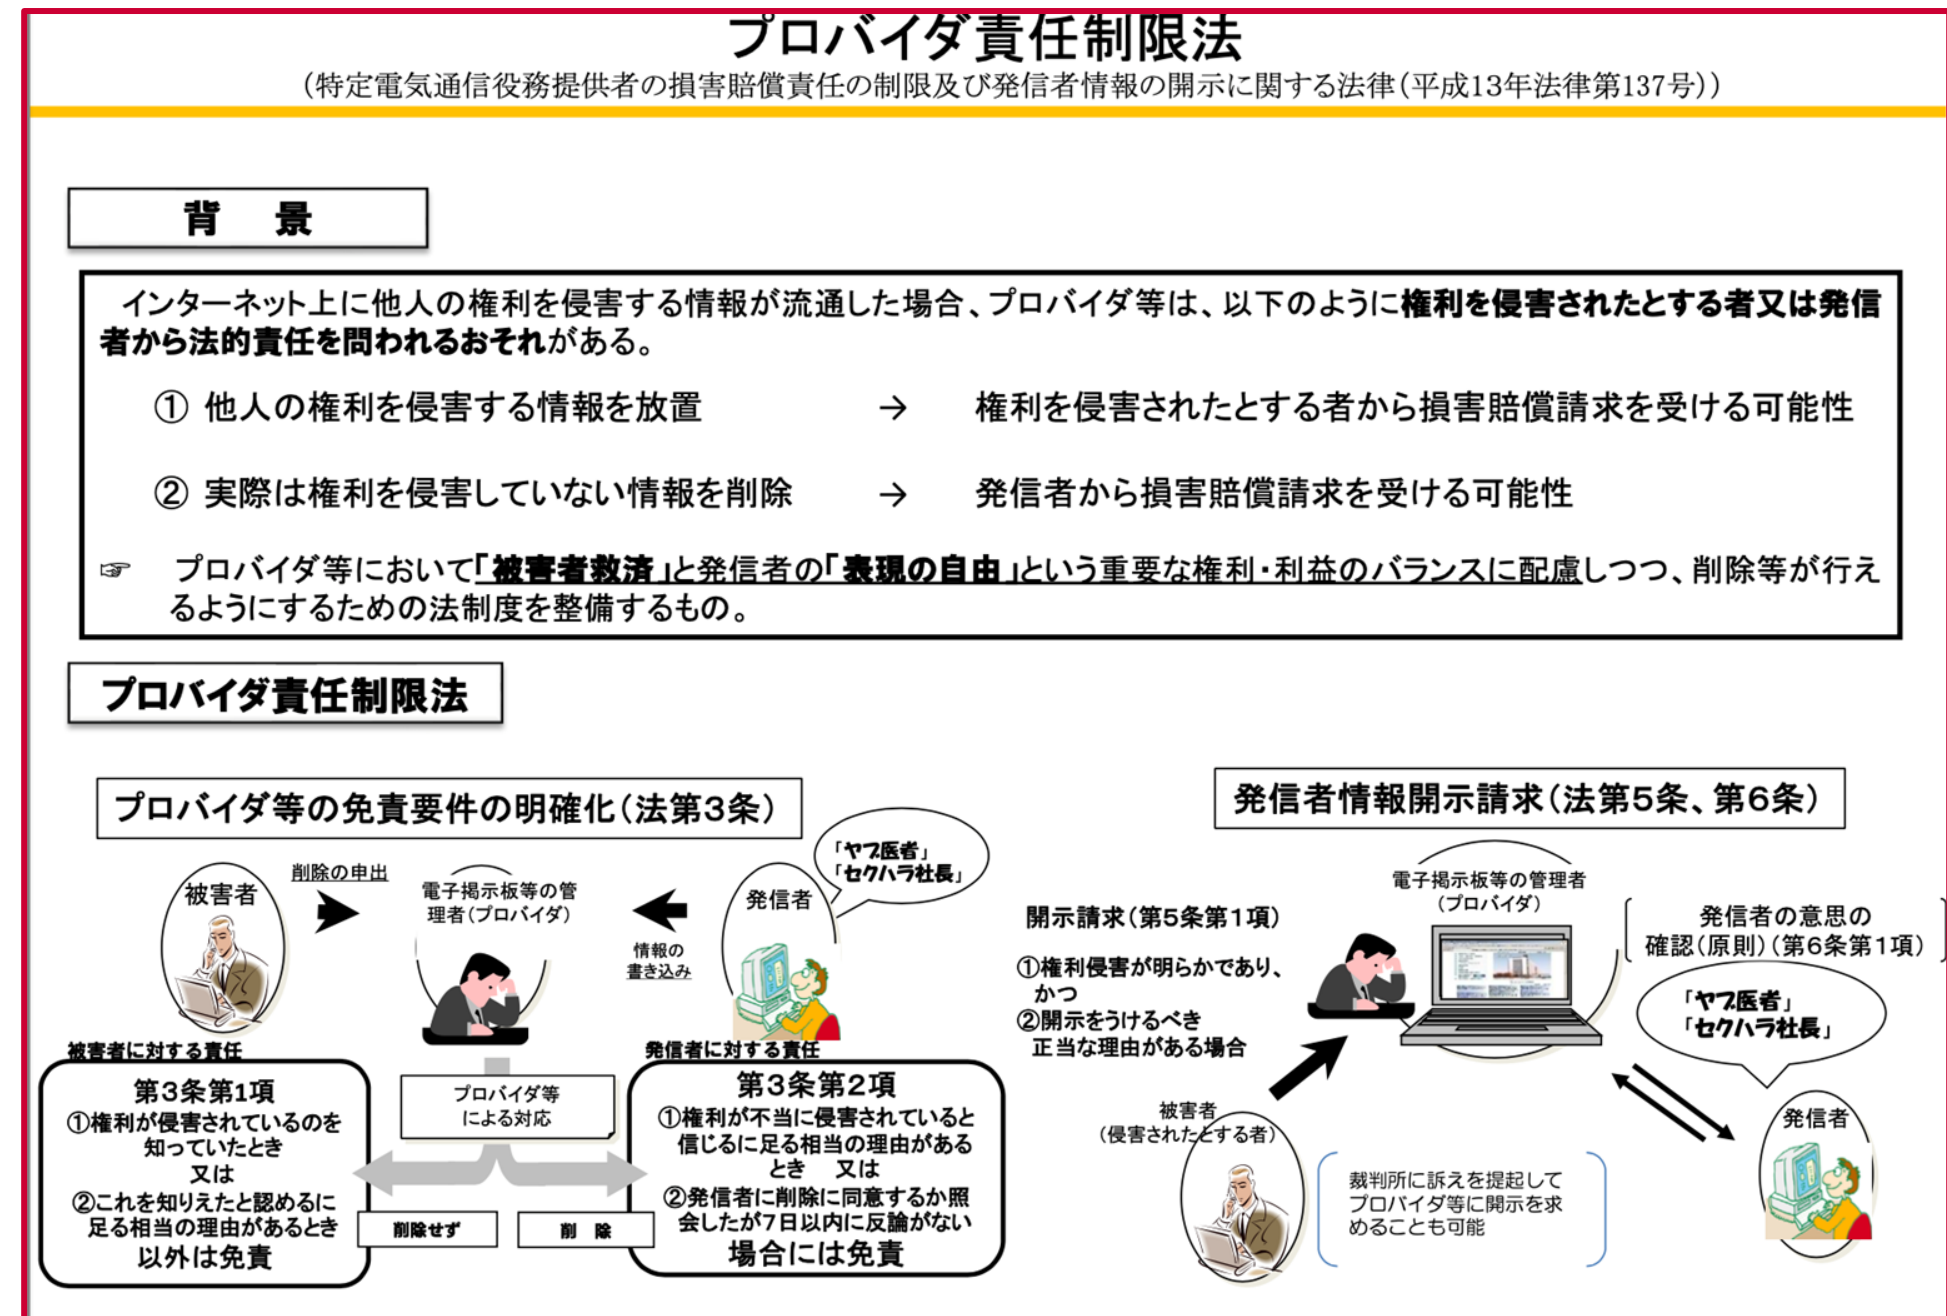 プロバイダ責任制限法
(特定電気通信役務提供者の損害賠償責任の制限及び発信者情報の開示に関する法律(平成13年法律第137号))
背　景
インターネット上に他人の権利を侵害する情報が流通した場合、プロバイダ等は、以下のように権利を侵害されたとする者又は発信
者から法的責任を問われるおそれがある。
① 他人の権利を侵害する情報を放置　→　権利を侵害されたとする者から損害賠償請求を受ける可能性
② 実際は権利を侵害していない情報を削除　→　発信者から損害賠償請求を受ける可能性
☞　プロバイダ等において「被害者救済」と発信者の「表現の自由」という重要な権利・利益のバランスに配慮しつつ、削除等が行え
るようにするための法制度を整備するもの。
プロバイダ責任制限法
プロバイダ等の免責要件の明確化(法第3条)
被害者
削除の申出
電子掲示板等の管
理者(プロバイダ)
情報の
書き込み
発信者
「ヤブ医者」
「セクハラ社長」
被害者に対する責任
第3条第1項
①権利が侵害されているのを
知っていたとき
又は
②これを知りえたと認めるに
足る相当の理由があるとき
以外は免責
プロバイダ等
による対応
削除せず
削　除
発信者に対する責任
第3条第2項
①権利が不当に侵害されていると
信じるに足る相当の理由がある
とき　又は
②発信者に削除に同意するか照
会したが7日以内に反論がない
場合には免責
発信者情報開示請求(法第5条、第6条)
電子掲示板等の管理者
(プロバイダ)
開示請求(第5条第1項)
①権利侵害が明らかであり、
かつ
②開示をうけるべき
正当な理由がある場合
発信者の意思の
確認(原則)(第6条第1項)
「ヤブ医者」
「セクハラ社長」
被害者
(侵害されたとする者)
裁判所に訴えを提起して
プロバイダ等に開示を求
めることも可能
発信者